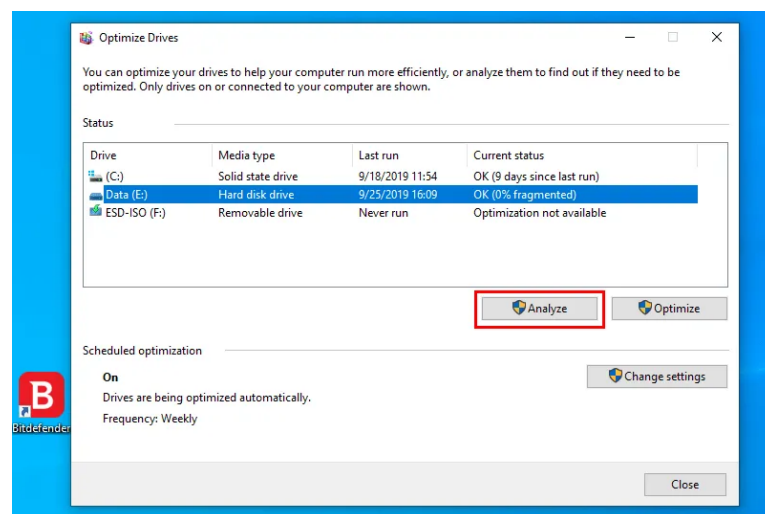 Optimize Drives
You can optimize your drives to help your computer run more efficiently, or analyze them to find out if they need to be
optimized. Only drives on or connected to your computer are shown.
Status
Drive Media type Last run Current status
(C:) Solid state drive 9/18/2019 11:54 OK (9 days since last run)
Data (E:) Hard disk drive 9/25/2019 16:09 OK (0% fragmented)
ESD-ISO (F:) Removable drive Never run Optimization not available
Analyze Optimize
Scheduled optimization
On Change settings
Drives are being optimized automatically.
Frequency: Weekly
B
Bitdefender
Close